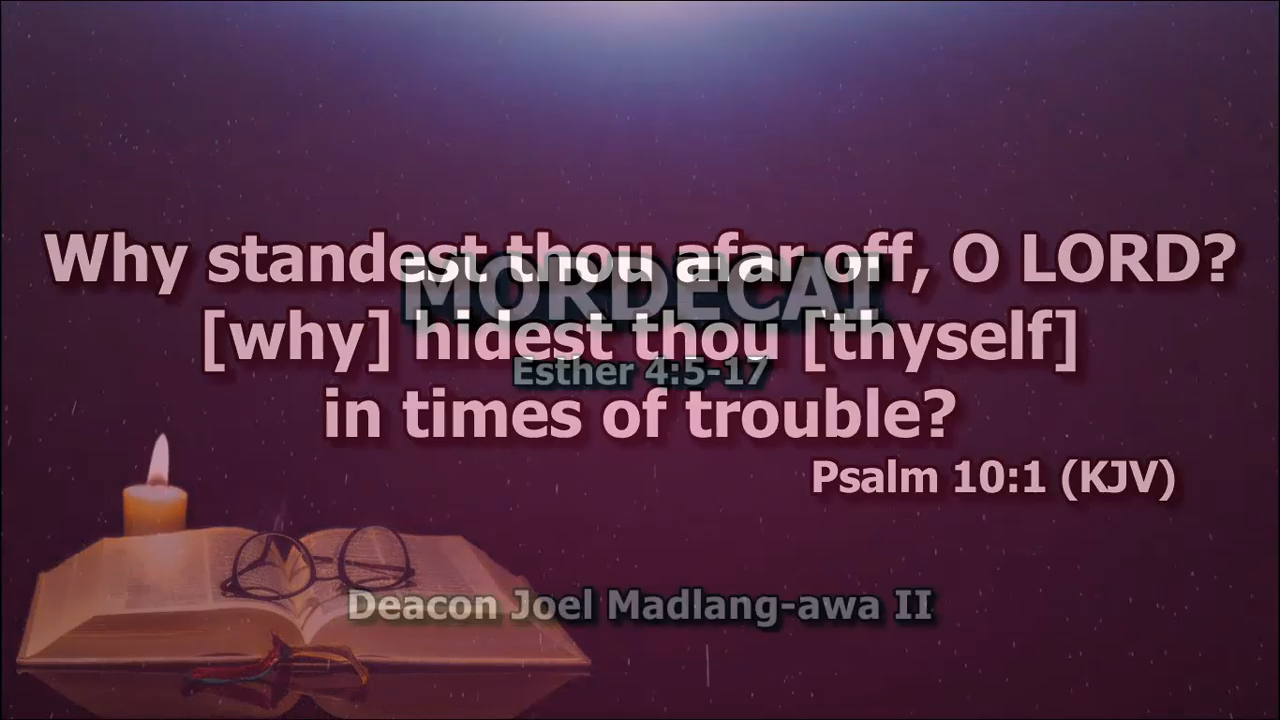 Why standest thou afar off, O LORD?
MORDECAI
[why] hidest thou [thyself]
Esther 4:5-17
in times of trouble?
Psalm 10:1 (KJV)
Deacon Joel Madlang-awa II